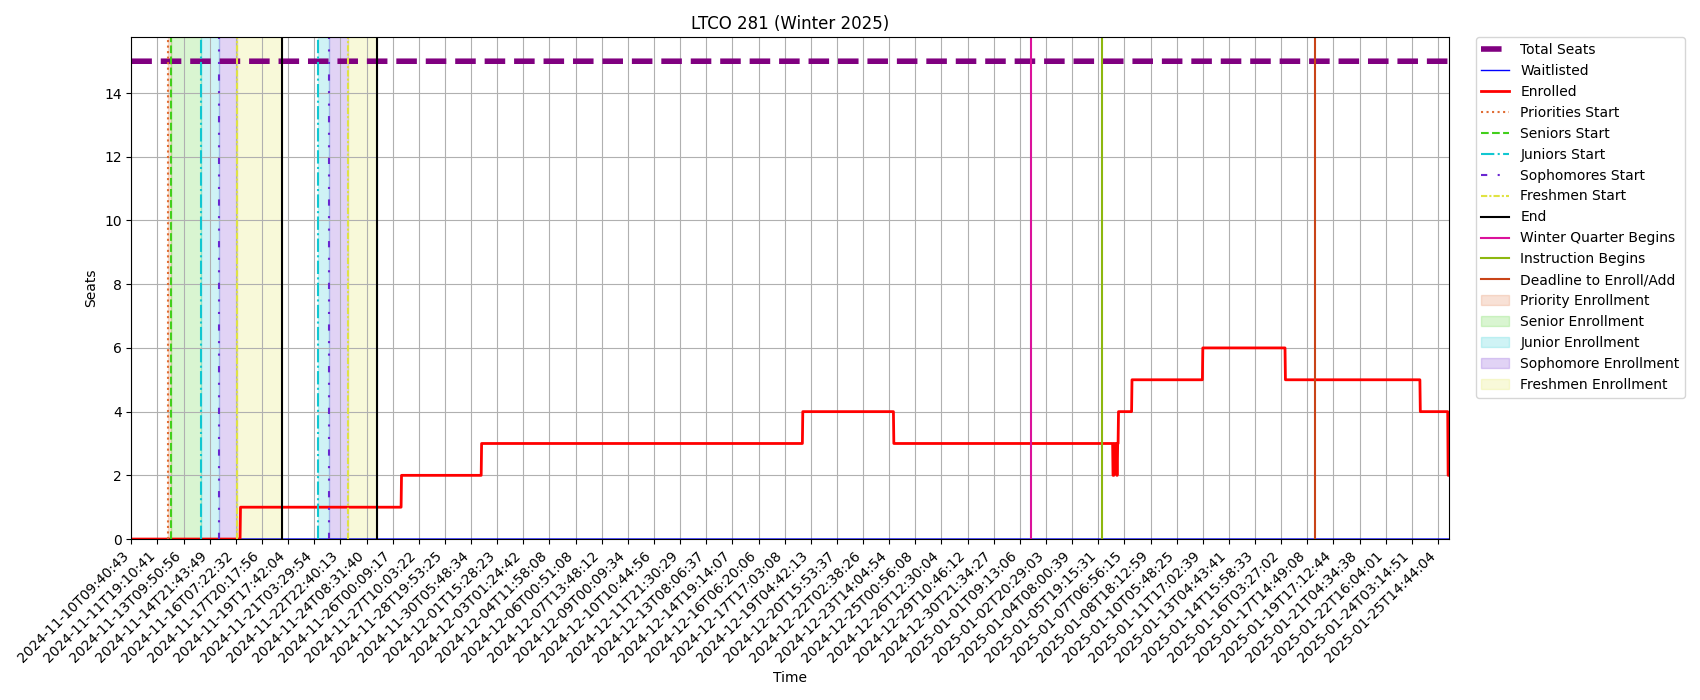 LTCO 281 (Winter 2025)
Seats
14
12
10
8
6
4
2
0
2024-11-10T09:40:43
2024-11-11T19:10:41
2024-11-13T09:50:56
2024-11-14T21:43:49
2024-11-16T07:22:32
2024-11-17T20:17:56
2024-11-19T17:42:04
2024-11-21T03:29:54
2024-11-22T22:40:13
2024-11-24T08:31:40
2024-11-26T00:09:17
2024-11-27T10:03:22
2024-11-28T19:53:25
2024-11-30T05:48:34
2024-12-01T15:28:23
2024-12-03T01:24:42
2024-12-04T11:58:08
2024-12-06T00:51:08
2024-12-07T13:48:12
2024-12-09T00:09:34
2024-12-10T10:44:56
2024-12-11T21:30:29
2024-12-13T08:06:37
2024-12-14T19:14:07
2024-12-16T06:20:06
2024-12-17T17:03:08
2024-12-19T04:42:13
2024-12-20T15:53:37
2024-12-22T02:38:26
2024-12-23T14:04:54
2024-12-25T00:56:08
2024-12-26T12:30:04
2024-12-29T10:46:12
2024-12-30T21:34:27
2025-01-01T09:13:06
2025-01-02T20:29:03
2025-01-04T08:00:39
2025-01-05T19:15:31
2025-01-07T06:56:15
2025-01-08T18:12:59
2025-01-10T05:48:25
2025-01-11T17:02:39
2025-01-13T04:43:41
2025-01-14T15:58:33
2025-01-16T03:27:02
2025-01-17T14:49:08
2025-01-19T17:12:44
2025-01-21T04:34:38
2025-01-22T16:04:01
2025-01-24T03:14:51
2025-01-25T14:44:04
Time
Total Seats
Waitlisted
Enrolled
Priorities Start
Seniors Start
Juniors Start
Sophomores Start
Freshmen Start
End
Winter Quarter Begins
Instruction Begins
Deadline to Enroll/Add
Priority Enrollment
Senior Enrollment
Junior Enrollment
Sophomore Enrollment
Freshmen Enrollment